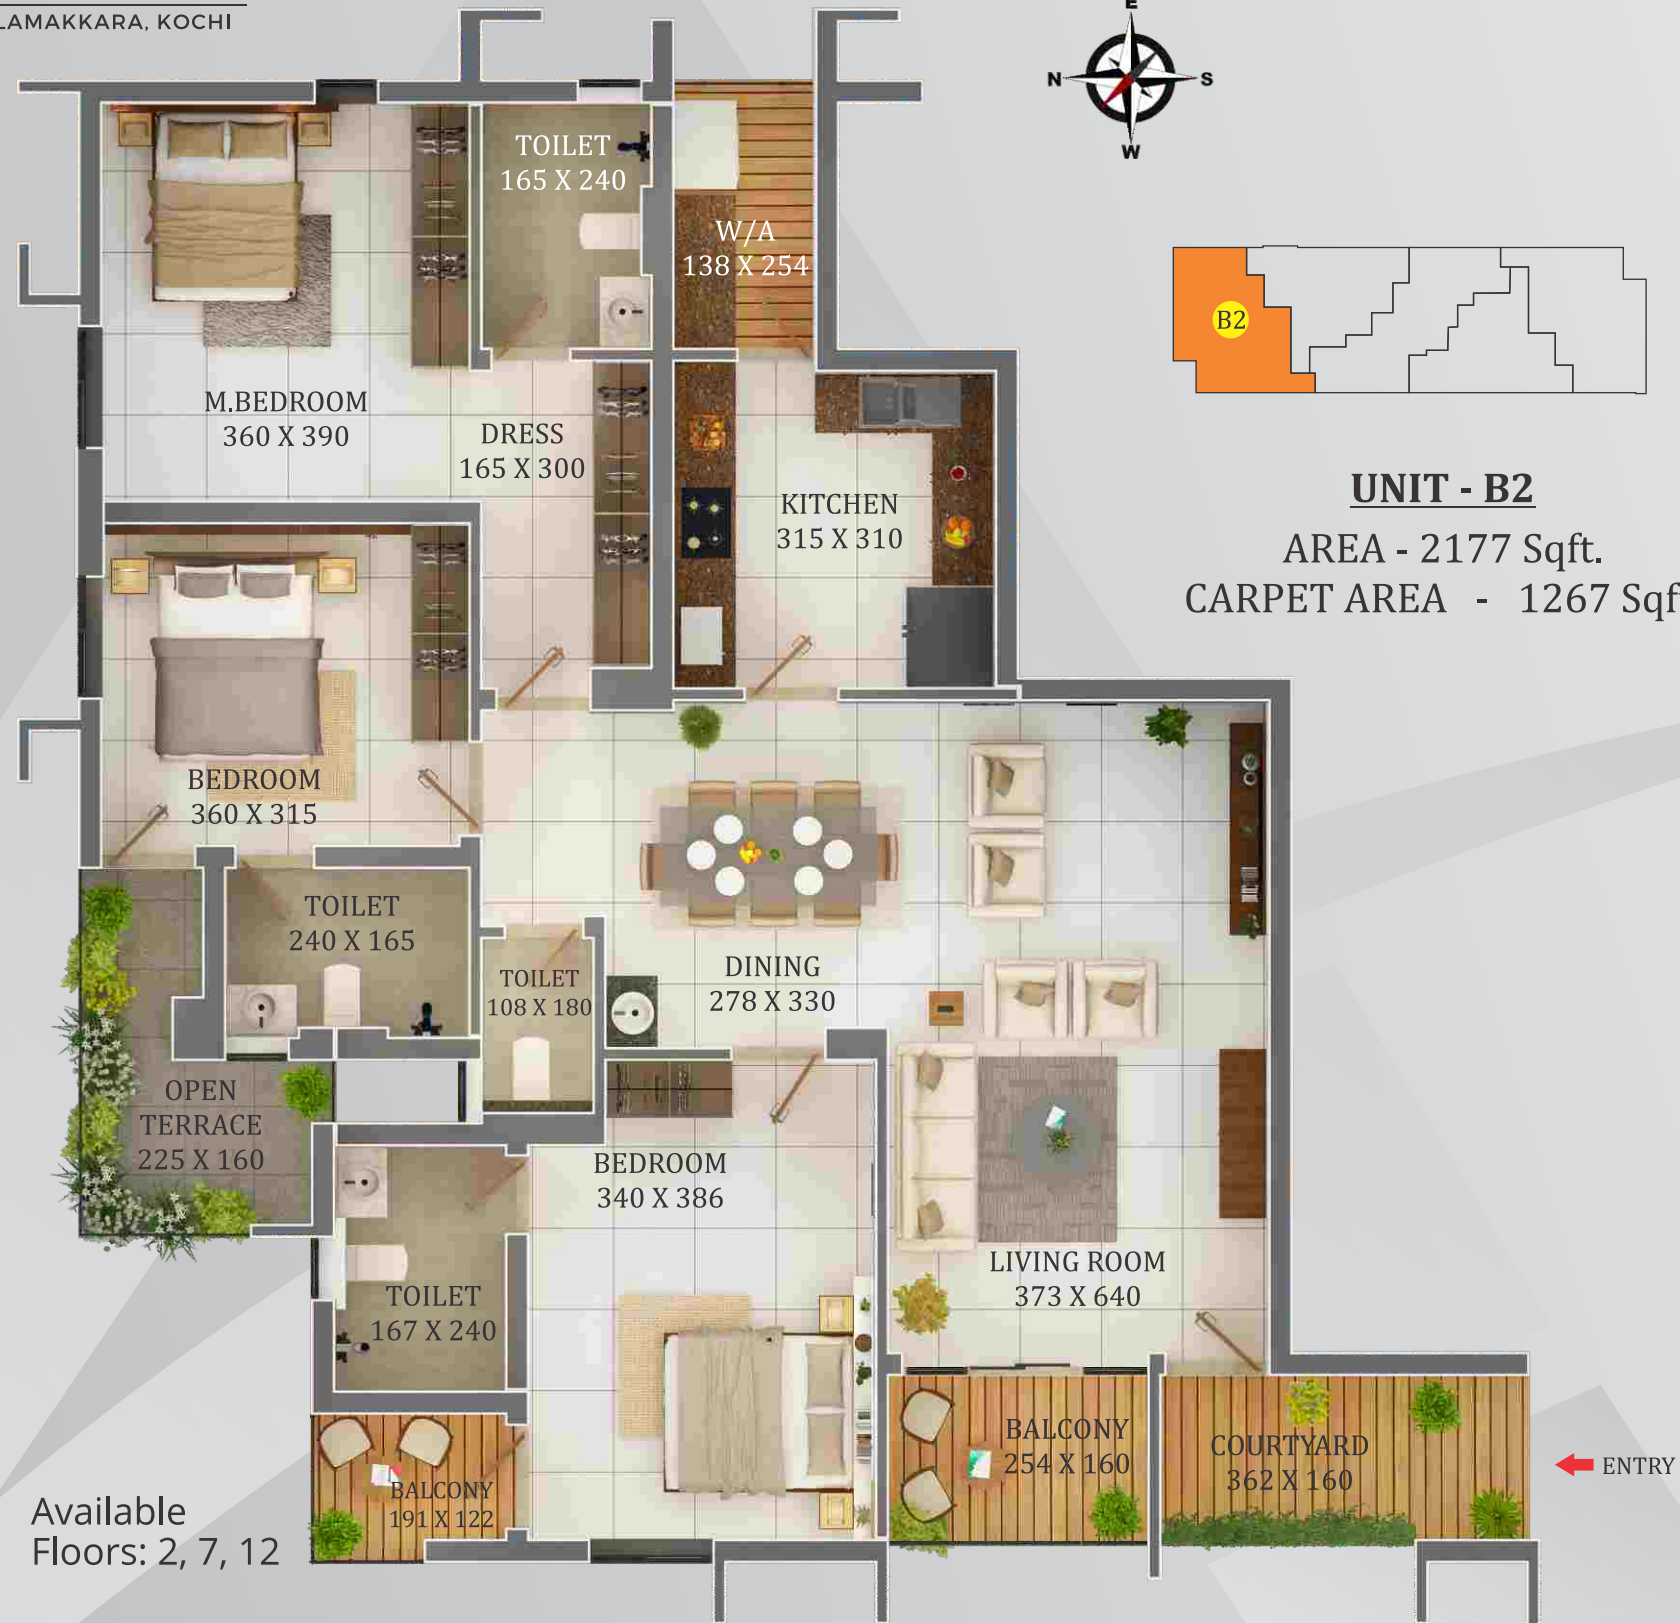 LAMAKKARA, KOCHI
E
N
S
W
TOILET
165 X 240
W/A
138 X 254
B2
M.BEDROOM
360 X 390
DRESS
165 X 300
KITCHEN
315 X 310
UNIT - B2
AREA - 2177 Sqft.
CARPET AREA - 1267 Sqf
BEDROOM
360 X 315
TOILET
240 X 165
TOILET
108 X 180
DINING
278 X 330
OPEN
TERRACE
225 X 160
BEDROOM
340 X 386
LIVING ROOM
373 X 640
TOILET
167 X 240
BALCONY
254 X 160
COURTYARD
362 X 160
ENTRY
BALCONY
191 X 122
Available
Floors: 2, 7, 12